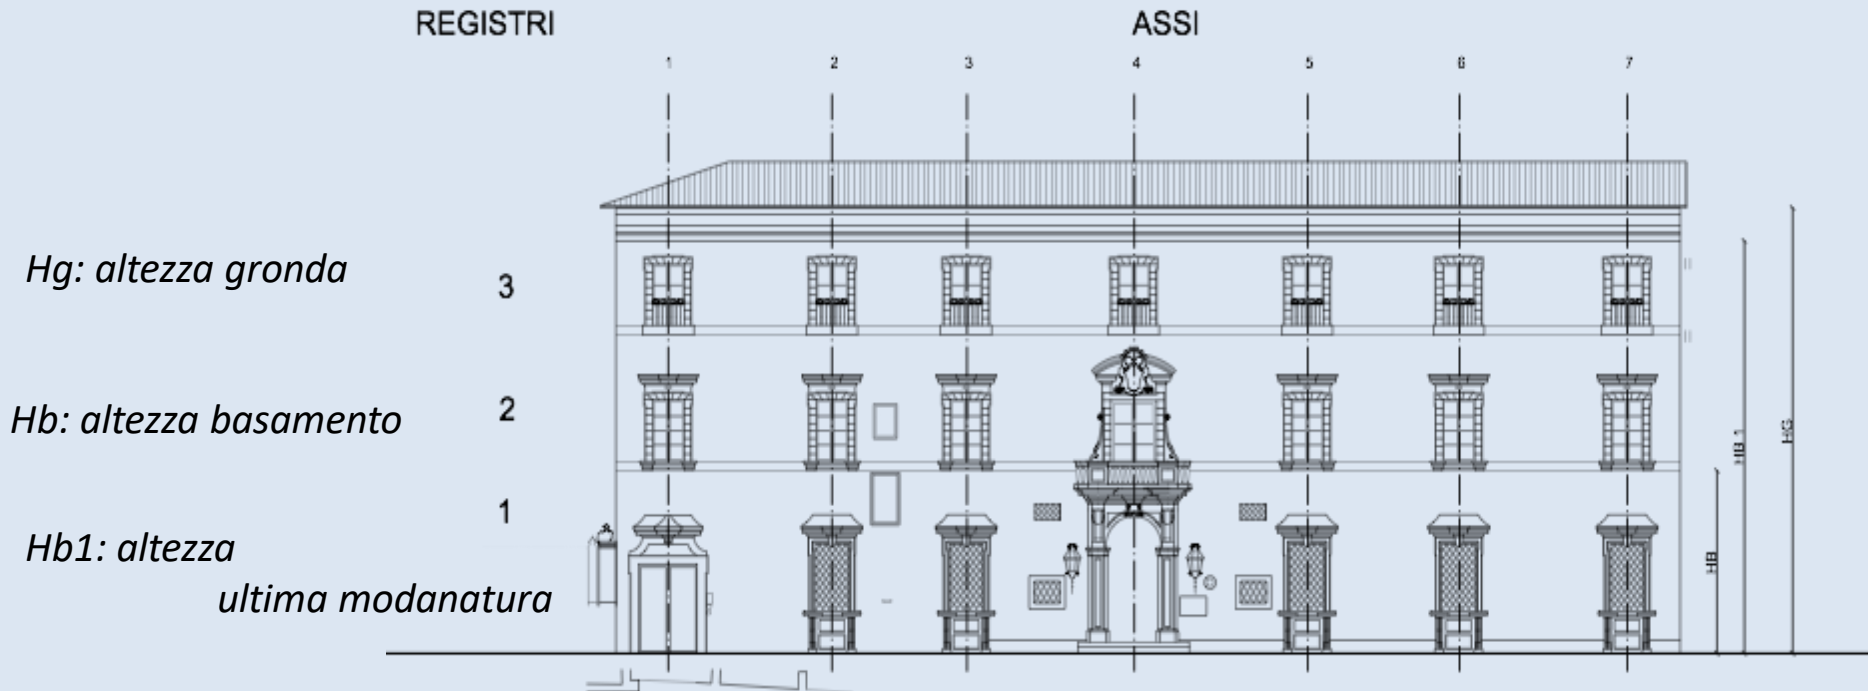 REGISTRI
ASSI
1 2 3 4 5 6 7
Hg: altezza gronda
3
Hb: altezza basamento
2
1
Hb1: altezza
ultima modanatura
HB
HB 1
HG